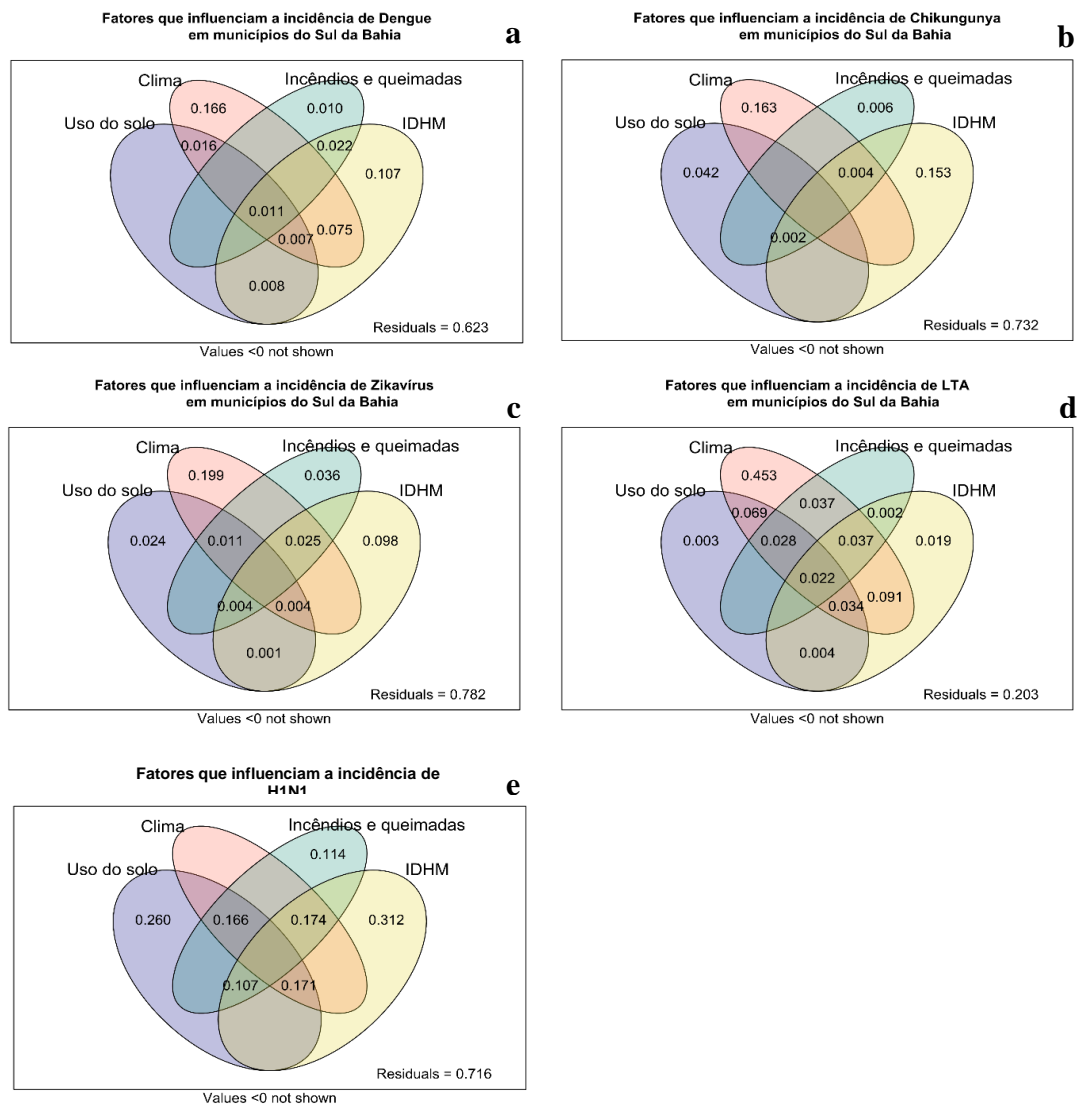 Fatores que influenciam a incidência de Dengue
em municípios do Sul da Bahia
a
Clima
Incêndios e queimadas
Uso do solo
IDHM
0.166
0.010
0.016
0.022
0.107
0.011
0.007
0.075
0.008
Residuals = 0.623
Values <0 not shown
Fatores que influenciam a incidência de Chikungunya
em municípios do Sul da Bahia
b
Clima
Incêndios e queimadas
Uso do solo
IDHM
0.163
0.006
0.042
0.004
0.153
0.002
Residuals = 0.732
Values <0 not shown
Fatores que influenciam a incidência de Zikavírus
em municípios do Sul da Bahia
c
Clima
Incêndios e queimadas
Uso do solo
IDHM
0.199
0.036
0.024
0.011
0.025
0.098
0.004
0.004
0.001
Residuals = 0.782
Values <0 not shown
Fatores que influenciam a incidência de LTA
em municípios do Sul da Bahia
d
Clima
Incêndios e queimadas
Uso do solo
IDHM
0.453
0.037
0.069
0.002
0.003
0.028
0.037
0.019
0.022
0.034
0.091
0.004
Residuals = 0.203
Values <0 not shown
Fatores que influenciam a incidência de
H1N1
e
Clima
Incêndios e queimadas
Uso do solo
IDHM
0.114
0.260
0.166
0.174
0.312
0.107
0.171
Residuals = 0.716
Values <0 not shown